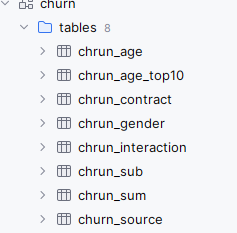 churn
tables 8
chrun_age
chrun_age_top10
chrun_contract
chrun_gender
chrun_interaction
chrun_sub
chrun_sum
churn_source